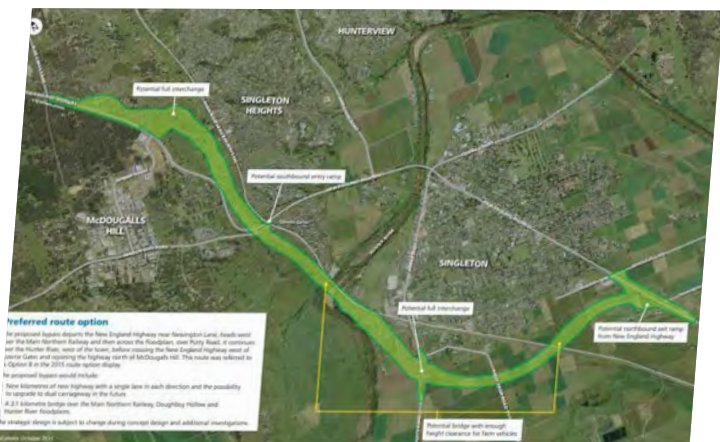 HUNTERVIEW
Potential full interchange
SINGLETON
HEIGHTS
Potential southbound entry ramp
McDOUGALLS
HILL
SINGLETON
Potential full interchange
Potential northbound exit ramp
from New England Highway
Preferred route option
The proposed bypass departs the New England Highway near Newington Lane, heads west
over the Main Northern Railway and then across the floodplain, over Putty Road. It continues
over the Hunter River, west of the town, before crossing the New England Highway west of
Gates and rejoining the highway north of McDougalls Hill. This route was referred to
as Option B in the 2015 route option display.
The proposed bypass would include:
New kilometres of new highway with a single lane in each direction and the possibility
to upgrade to dual carriageway in the future
A 2.1 kilometre bridge over the Main Northern Railway, Doughboy Hollow and
Hunter River floodplain.
The strategic design is subject to change during concept design and additional investigations.
Potential bridge with enough
height clearance for farm vehicles